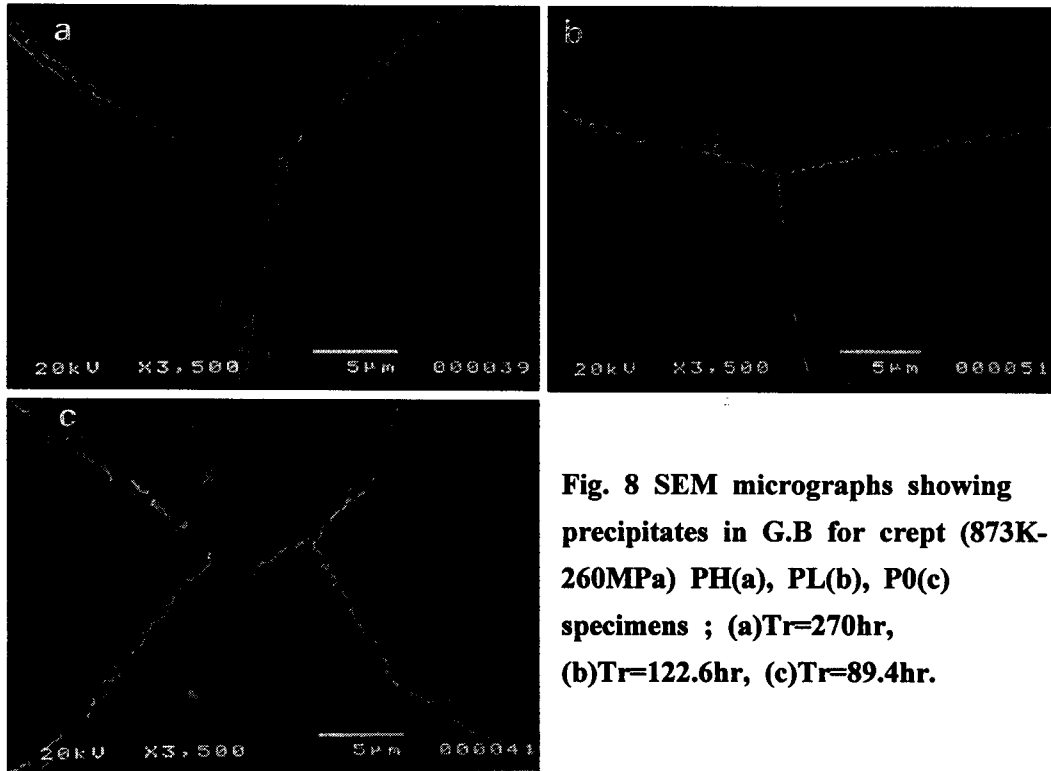 a
20kV X3,500 5µm 000039
b
20kV X3,500 5µm 000051
c
20kV X3,500 5µm 000041
Fig. 8 SEM micrographs showing
precipitates in G.B for crept (873K-
260MPa) PH(a), PL(b), P0(c)
specimens ; (a)Tr=270hr,
(b)Tr=122.6hr, (c)Tr=89.4hr.